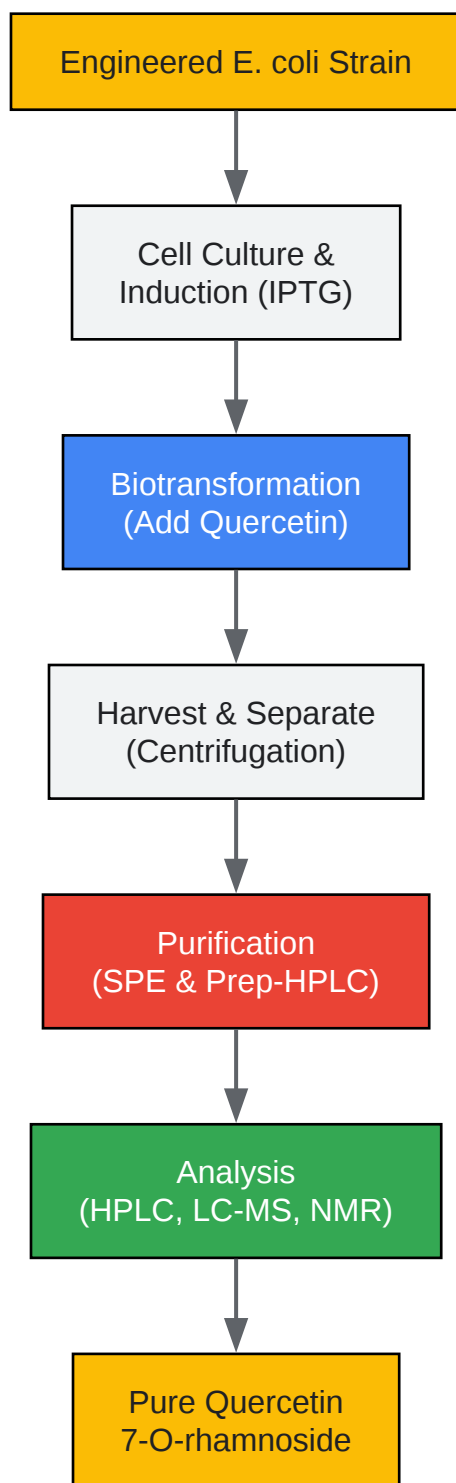 Engineered E. coli Strain
Cell Culture &
Induction (IPTG)
Biotransformation
(Add Quercetin)
Harvest & Separate
(Centrifugation)
Purification
(SPE & Prep-HPLC)
Analysis
(HPLC, LC-MS, NMR)
Pure Quercetin
7-O-rhamnoside